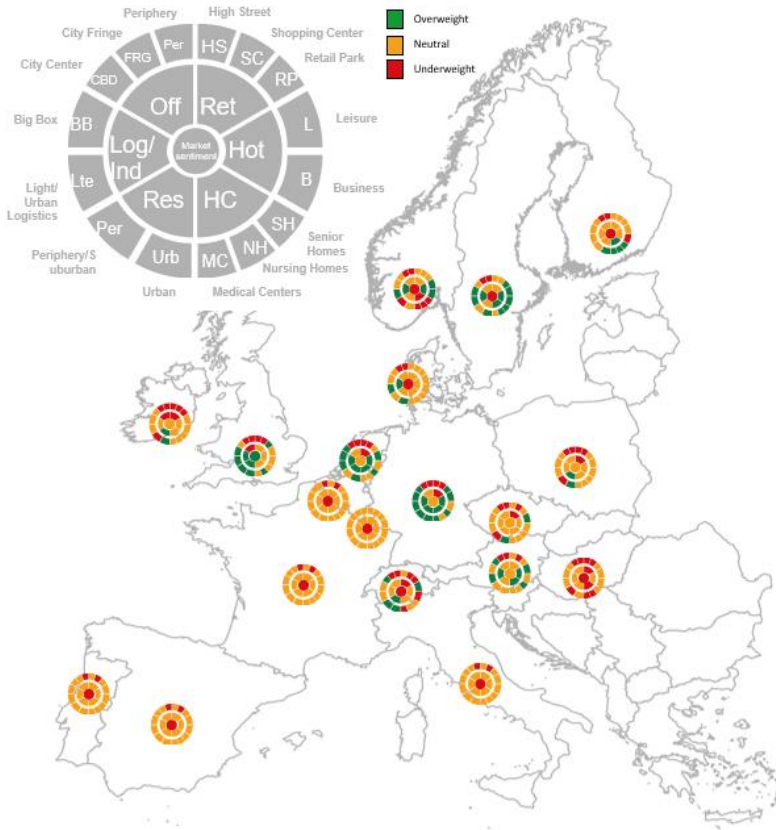 Periphery
High Street
City Fringe
Shopping Center
City Center
Retail Park
Big Box
Leisure
Light/
Urban
Logistics
Business
Periphery/S
uburban
Senior
Homes
Nursing Homes
Urban
Medical Centers
Per
HS
FRG
SC
CBD
RP
BB
L
Lte
B
Per
SH
Urb
MC
NH
Off
Ret
Log/
Ind
Hot
Res
HC
Market
sentiment
Overweight
Neutral
Underweight